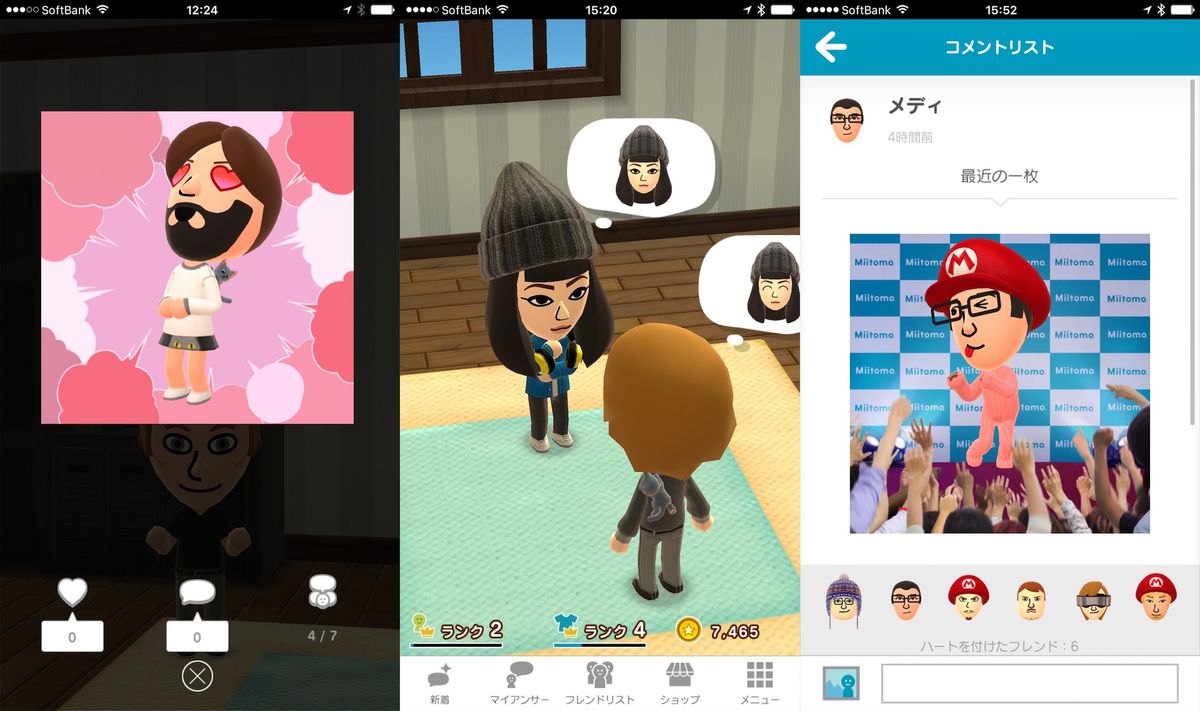 SoftBank 12:24
0
0
4 / 7
SoftBank 15:20
ランク 2
ランク 4
7,465
新着
マイアンサー
フレンドリスト
ショップ
メニュー
SoftBank 15:52
コメントリスト
メディ
4時間前
最近の一枚
Miitomo Miitomo Miitomo Miitomo
M
ハートを付けたフレンド：6